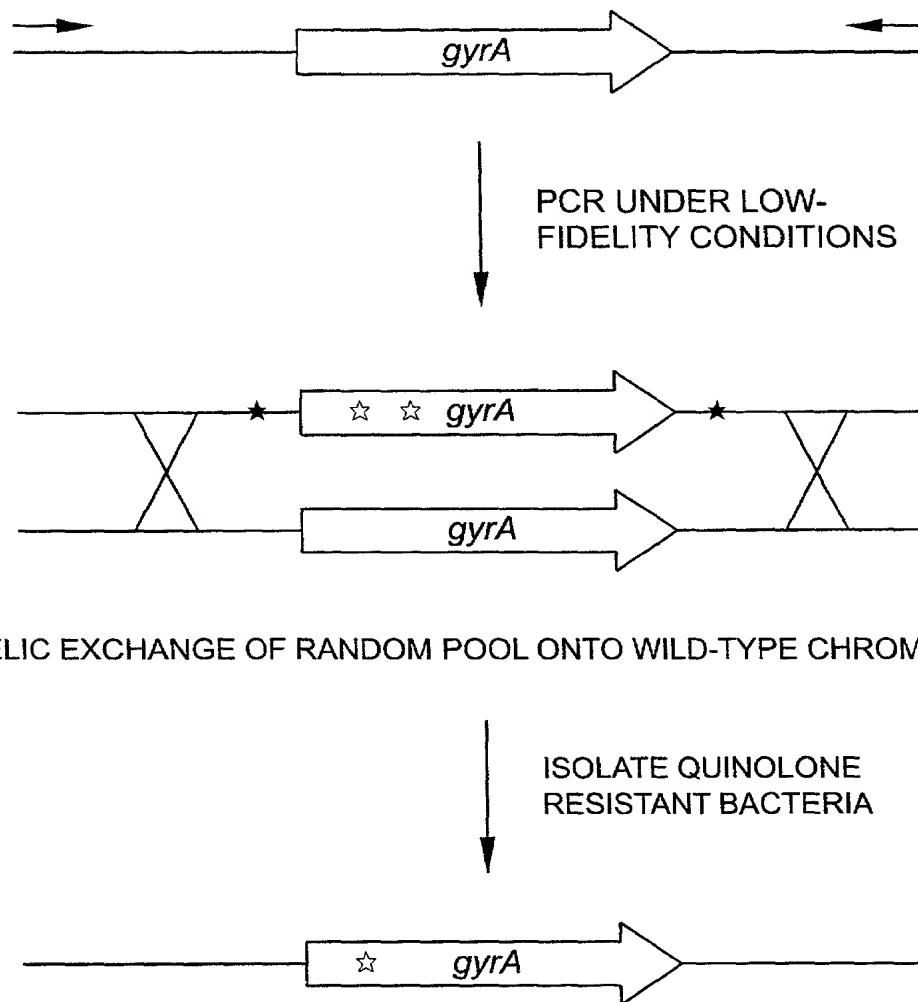 gyrA
PCR UNDER LOW-
FIDELITY CONDITIONS
gyrA
gyrA
ELIC EXCHANGE OF RANDOM POOL ONTO WILD-TYPE CHROM
ISOLATE QUINOLONE
RESISTANT BACTERIA
gyrA